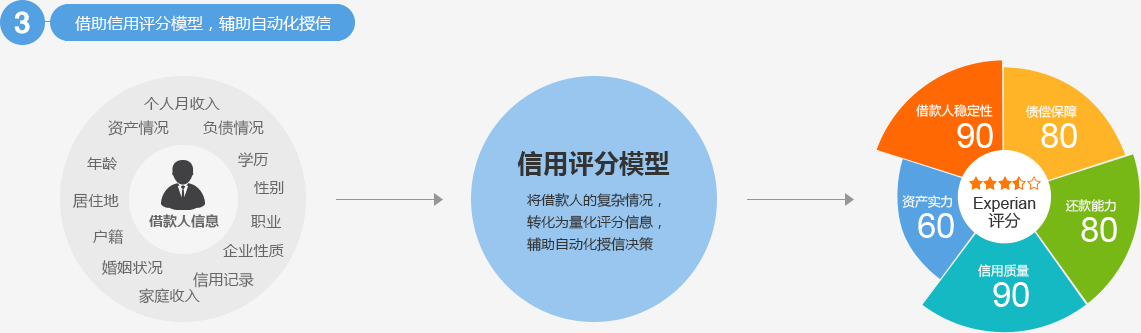 3
借助信用评分模型，辅助自动化授信
个人月收入
资产情况
负债情况
年龄
学历
居住地
性别
户籍
职业
婚姻状况
企业性质
信用记录
家庭收入
借款人信息
信用评分模型
将借款人的复杂情况，
转化为量化评分信息，
辅助自动化授信决策
借款人稳定性
90
债偿保障
80
资产实力
60
还款能力
80
信用质量
90
Experian
评分